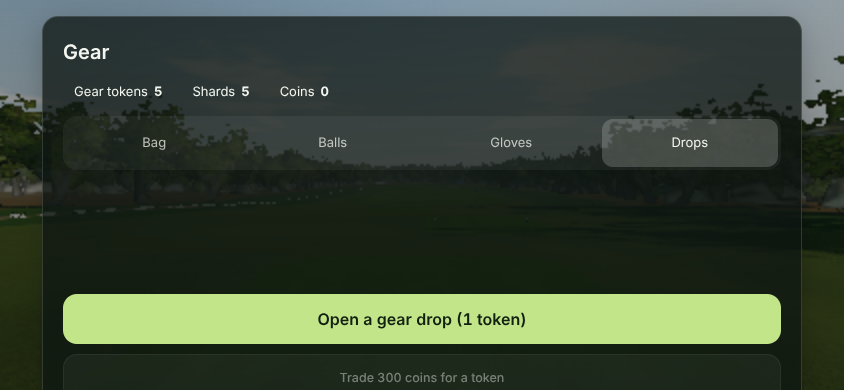 Gear
Gear tokens 5 Shards 5 Coins 0
Bag Balls Gloves Drops
Open a gear drop (1 token)
Trade 300 coins for a token